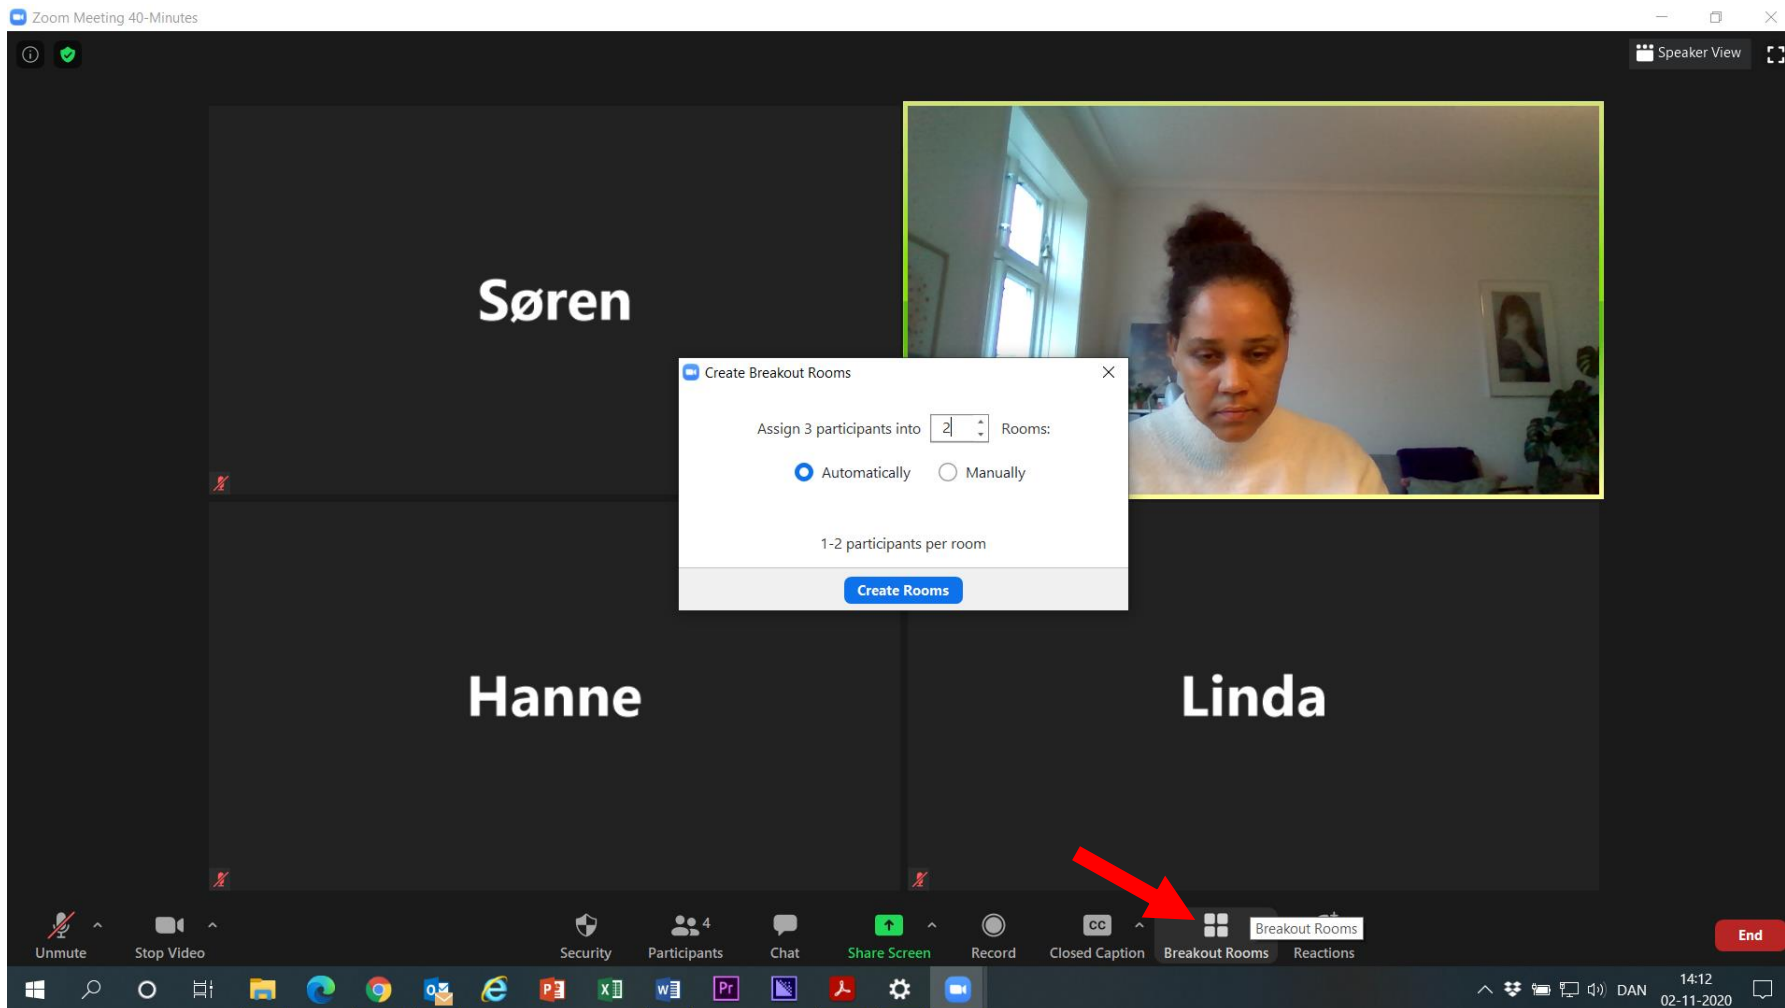 Zoom Meeting 40-Minutes
Speaker View
Søren
Create Breakout Rooms
Assign 3 participants into 2 Rooms:
Automatically Manually
1-2 participants per room
Create Rooms
Hanne
Linda
4
CC
Breakout Rooms
Unmute Stop Video Security Participants Chat Share Screen Record Closed Caption Breakout Rooms Reactions End
Pr DAN 14:12
02-11-2020